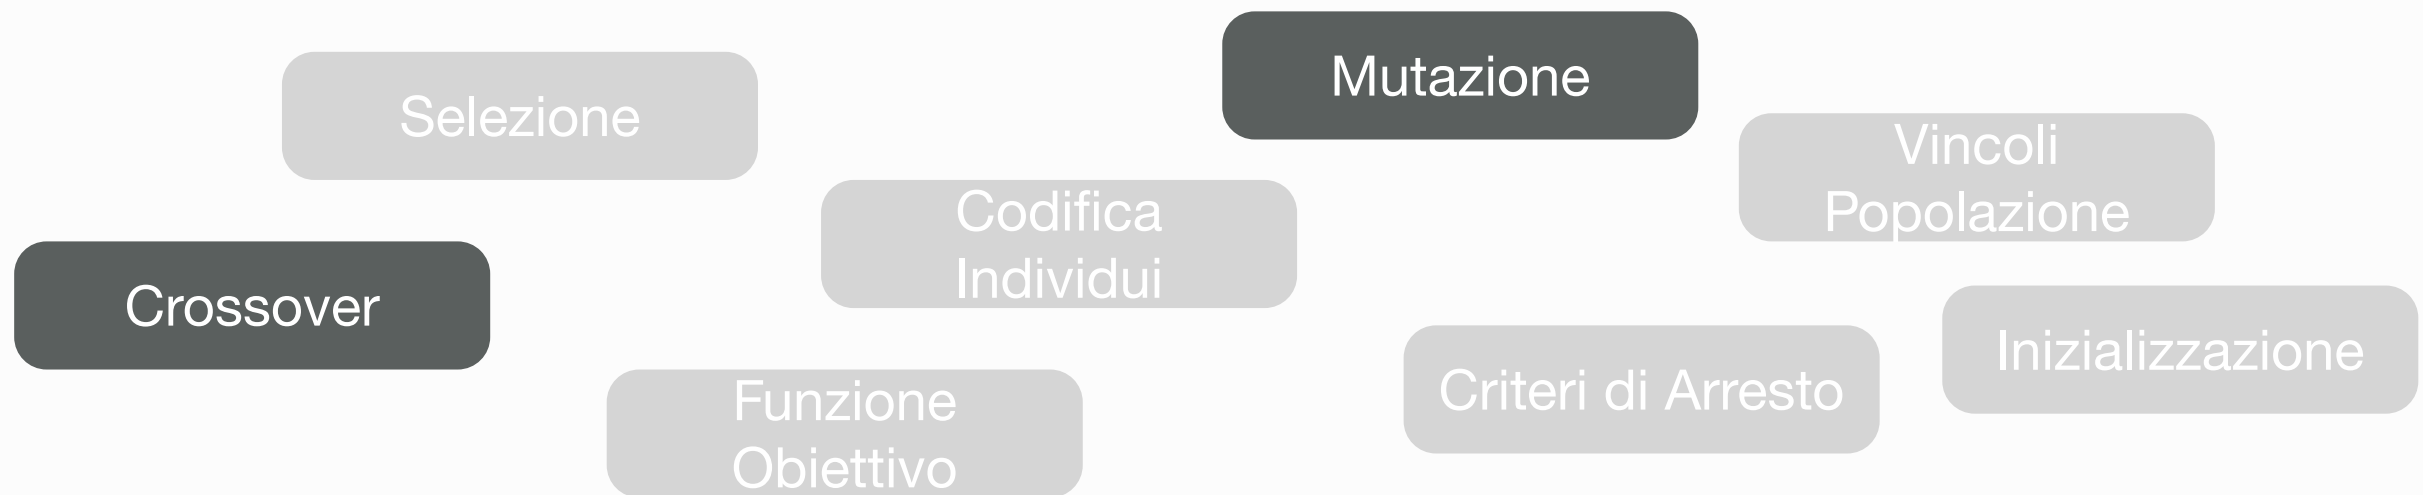 Mutazione
Selezione
Vincoli
Popolazione
Codifica
Individui
Crossover
Inizializzazione
Criteri di Arresto
Funzione
Obiettivo